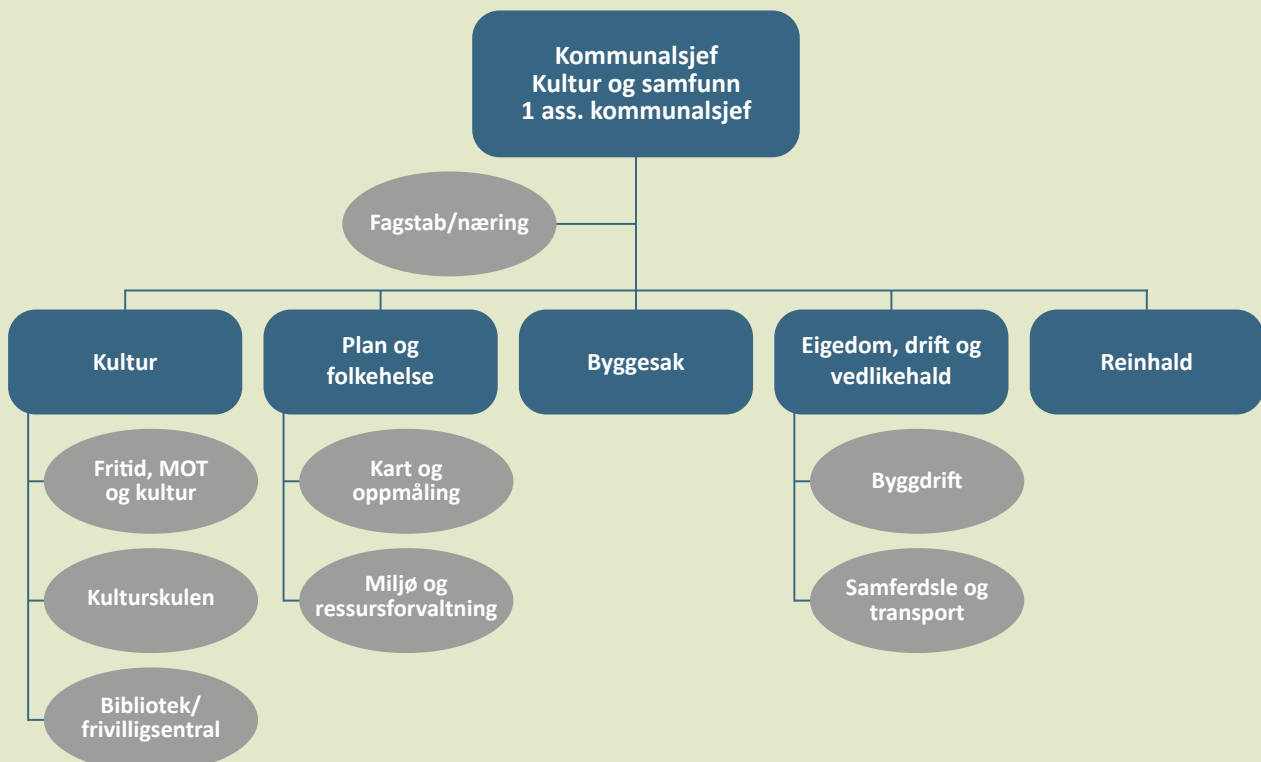 Kommunalsjef
Kultur og samfunn
1 ass. kommunalsjef
Fagstab/næring
Kultur
Plan og
folkehelse
Byggesak
Eigedom, drift og
vedlikehald
Reinhald
Fritid, MOT
og kultur
Kart og
oppmåling
Byggdrift
Kulturskulen
Miljø og
ressursforvaltning
Samferdsle og
transport
Bibliotek/
frivilligsentral